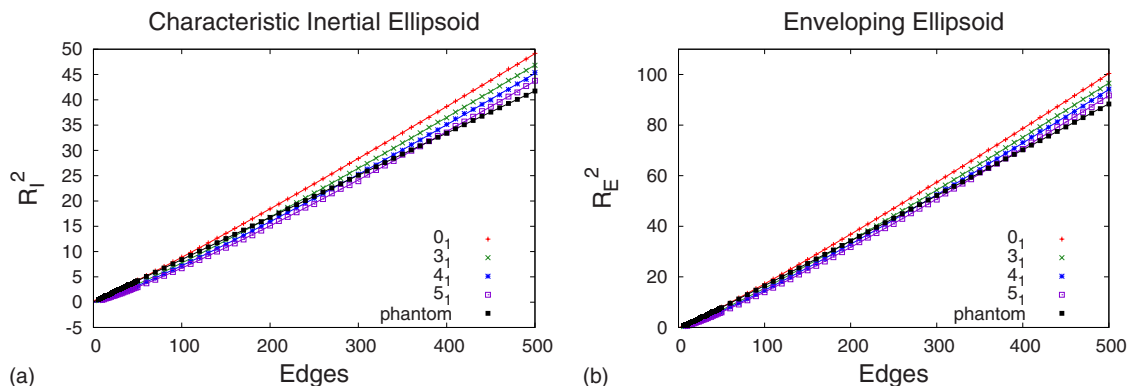 Characteristic Inertial Ellipsoid
50
45
40
35
30
25
20
15
10
5
0
-5
R_I^2
0 100 200 300 400 500
Edges
0_1
3_1
4_1
5_1
phantom
(a)
Enveloping Ellipsoid
100
80
60
40
20
0
R_E^2
0 100 200 300 400 500
Edges
0_1
3_1
4_1
5_1
phantom
(b)